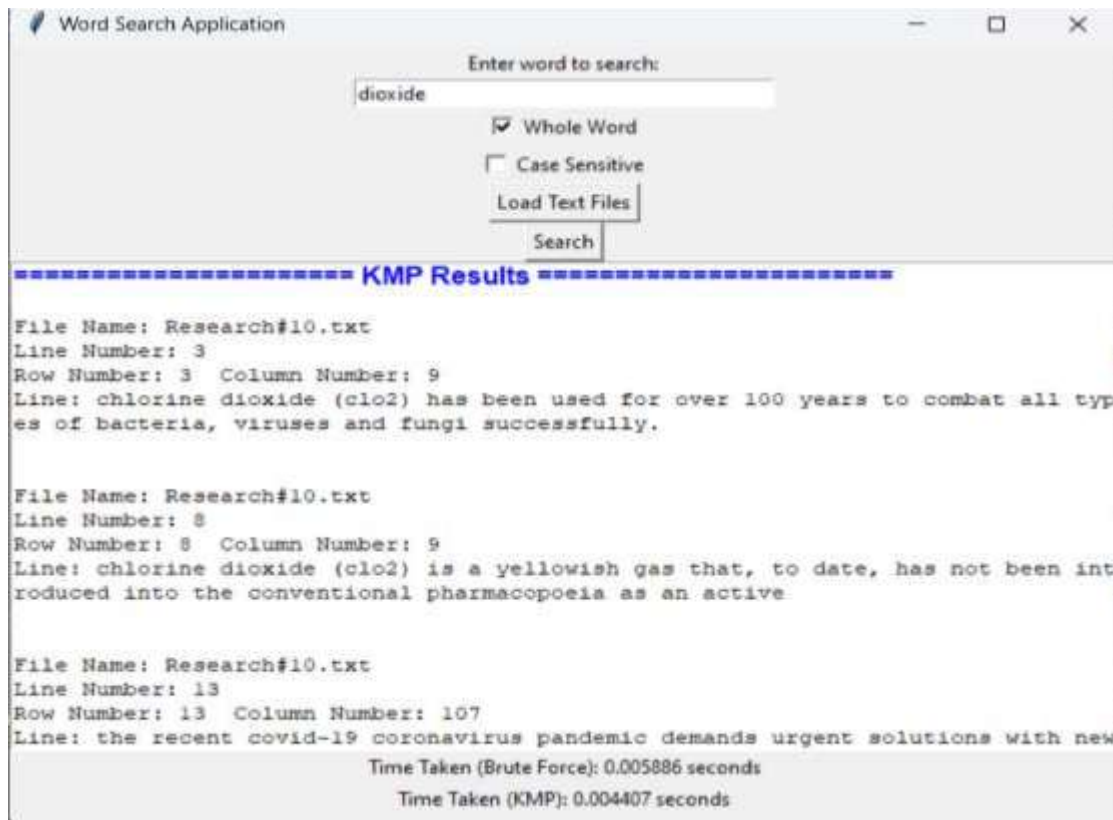 Word Search Application
Enter word to search:
dioxide
Whole Word
Case Sensitive
Load Text Files
Search
====================== KMP Results =======================
File Name: Research#10.txt
Line Number: 3
Row Number: 3  Column Number: 9
Line: chlorine dioxide (clo2) has been used for over 100 years to combat all typ
es of bacteria, viruses and fungi successfully.
File Name: Research#10.txt
Line Number: 8
Row Number: 8  Column Number: 9
Line: chlorine dioxide (clo2) is a yellowish gas that, to date, has not been int
roduced into the conventional pharmacopoeia as an active
File Name: Research#10.txt
Line Number: 13
Row Number: 13  Column Number: 107
Line: the recent covid-19 coronavirus pandemic demands urgent solutions with new
Time Taken (Brute Force): 0.005886 seconds
Time Taken (KMP): 0.004407 seconds